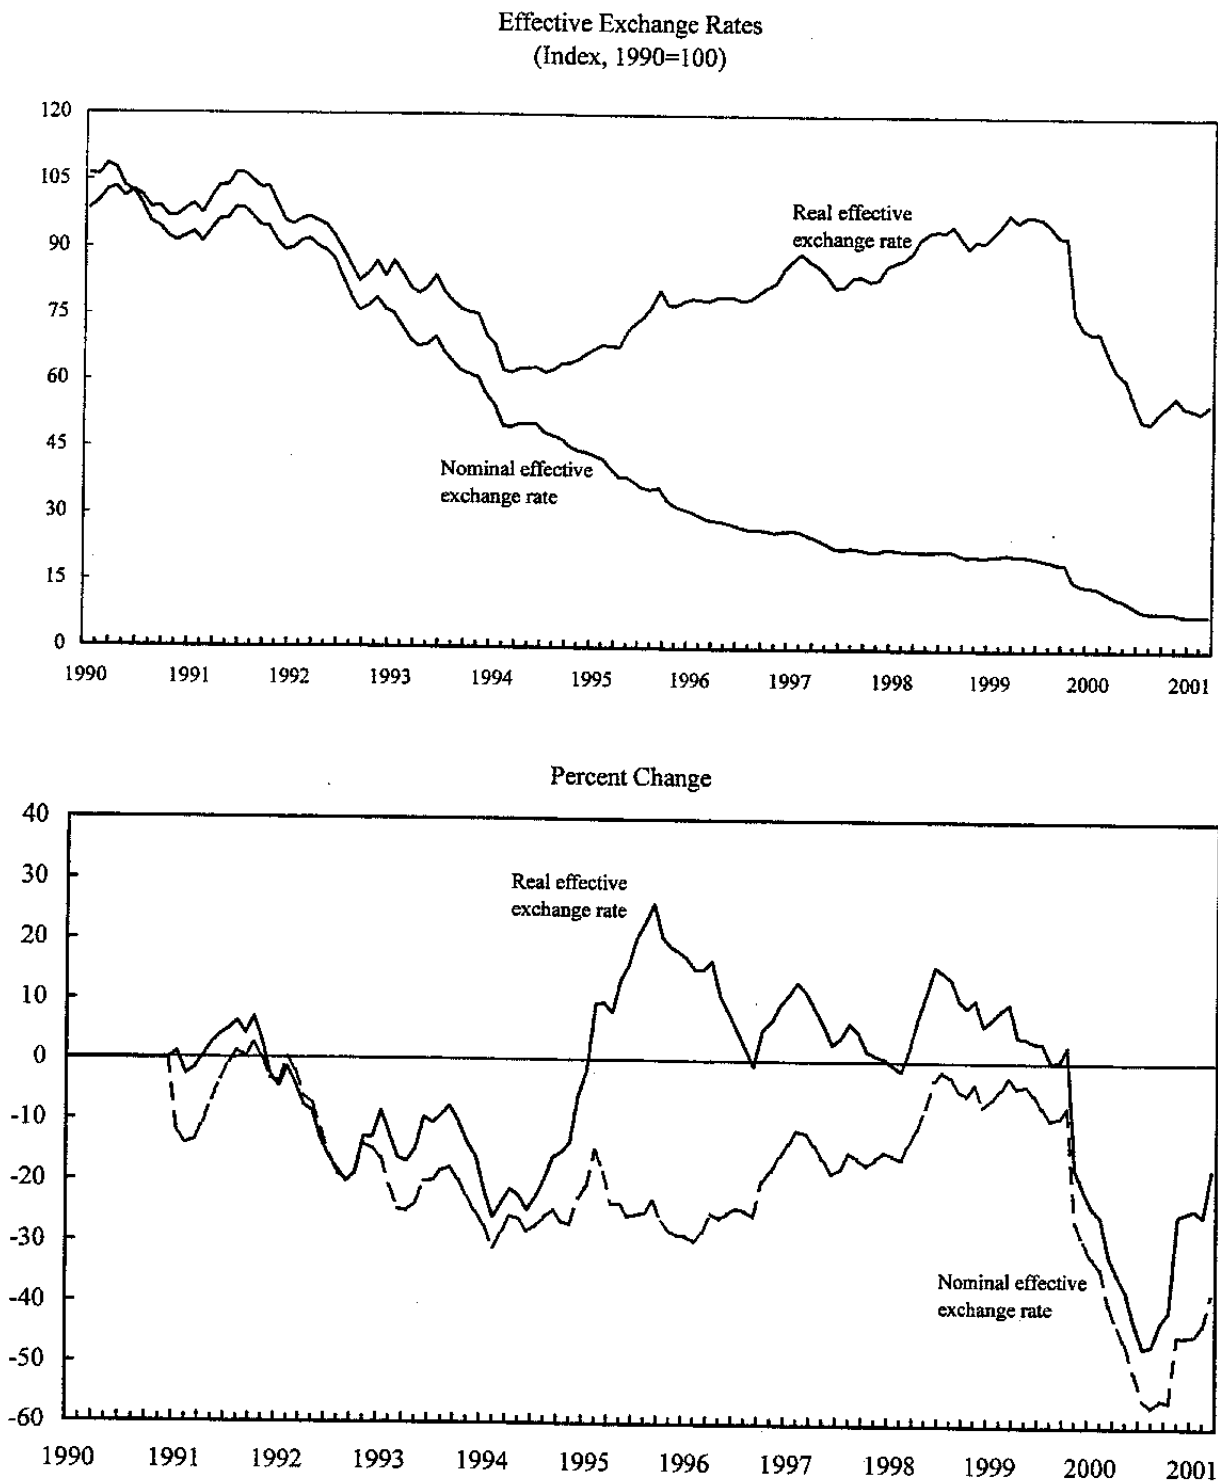 Effective Exchange Rates
(Index, 1990=100)
120
105
90
75
60
45
30
15
0
Real effective
exchange rate
Nominal effective
exchange rate
1990 1991 1992 1993 1994 1995 1996 1997 1998 1999 2000 2001
Percent Change
40
30
20
10
0
-10
-20
-30
-40
-50
-60
Real effective
exchange rate
Nominal effective
exchange rate
1990 1991 1992 1993 1994 1995 1996 1997 1998 1999 2000 2001